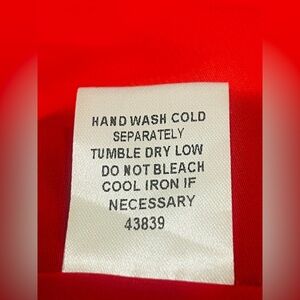 HAND WASH COLD
SEPARATELY
TUMBLE DRY LOW
DO NOT BLEACH
COOL IRON IF
NECESSARY
43839